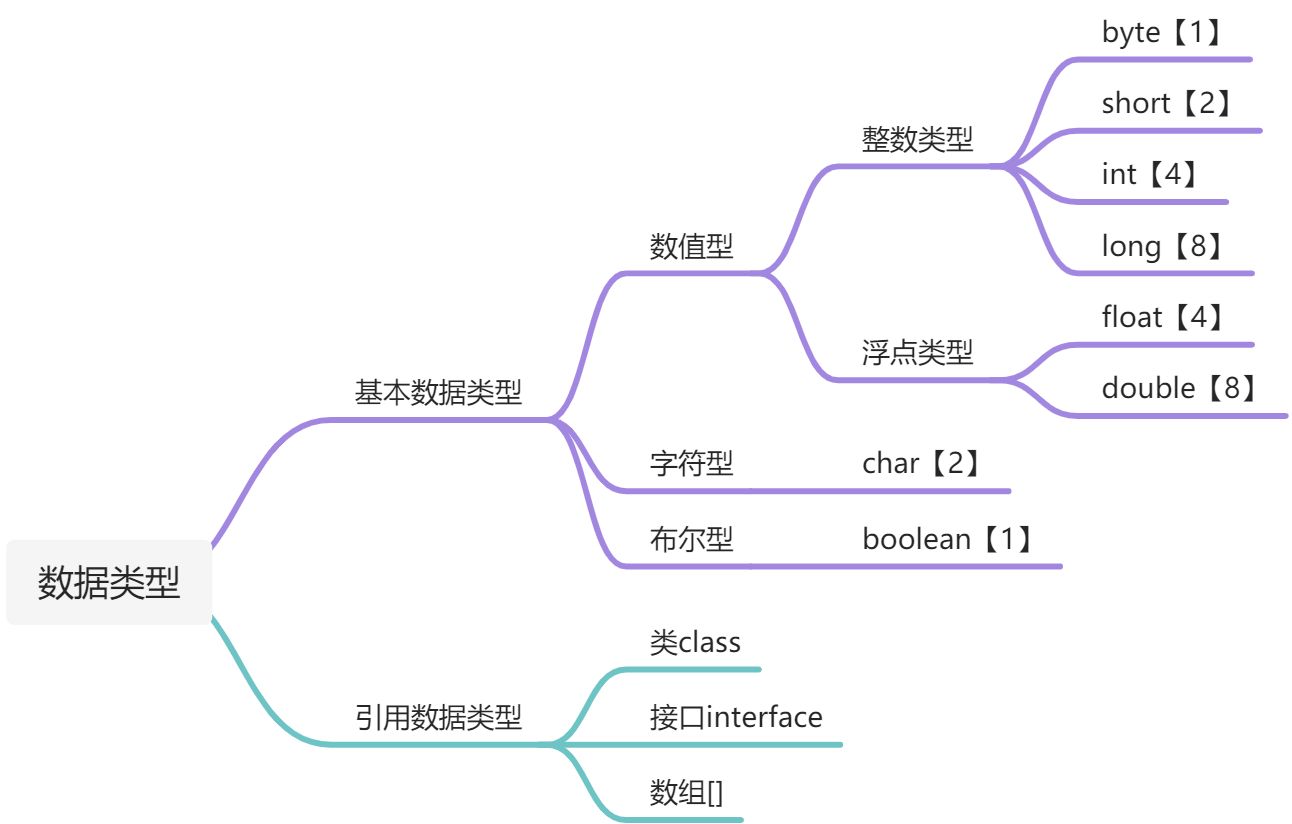 数据类型
基本数据类型
数值型
整数类型
byte【1】
short【2】
int【4】
long【8】
浮点类型
float【4】
double【8】
字符型
char【2】
布尔型
boolean【1】
引用数据类型
类class
接口interface
数组[]